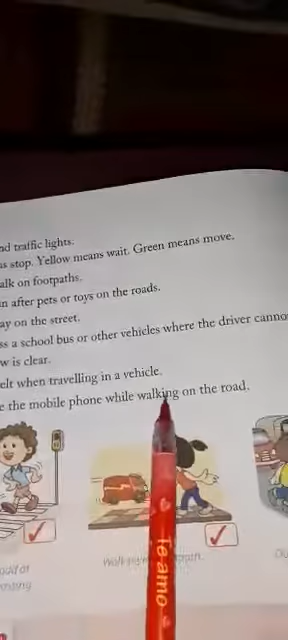 nd traffic lights.
ns stop. Yellow means wait. Green means move.
alk on footpaths.
n after pets or toys on the roads.
ay on the street.
ss a school bus or other vehicles where the driver canno
w is clear.
elt when travelling in a vehicle.
e the mobile phone while walking on the road.
Walking
Te amo